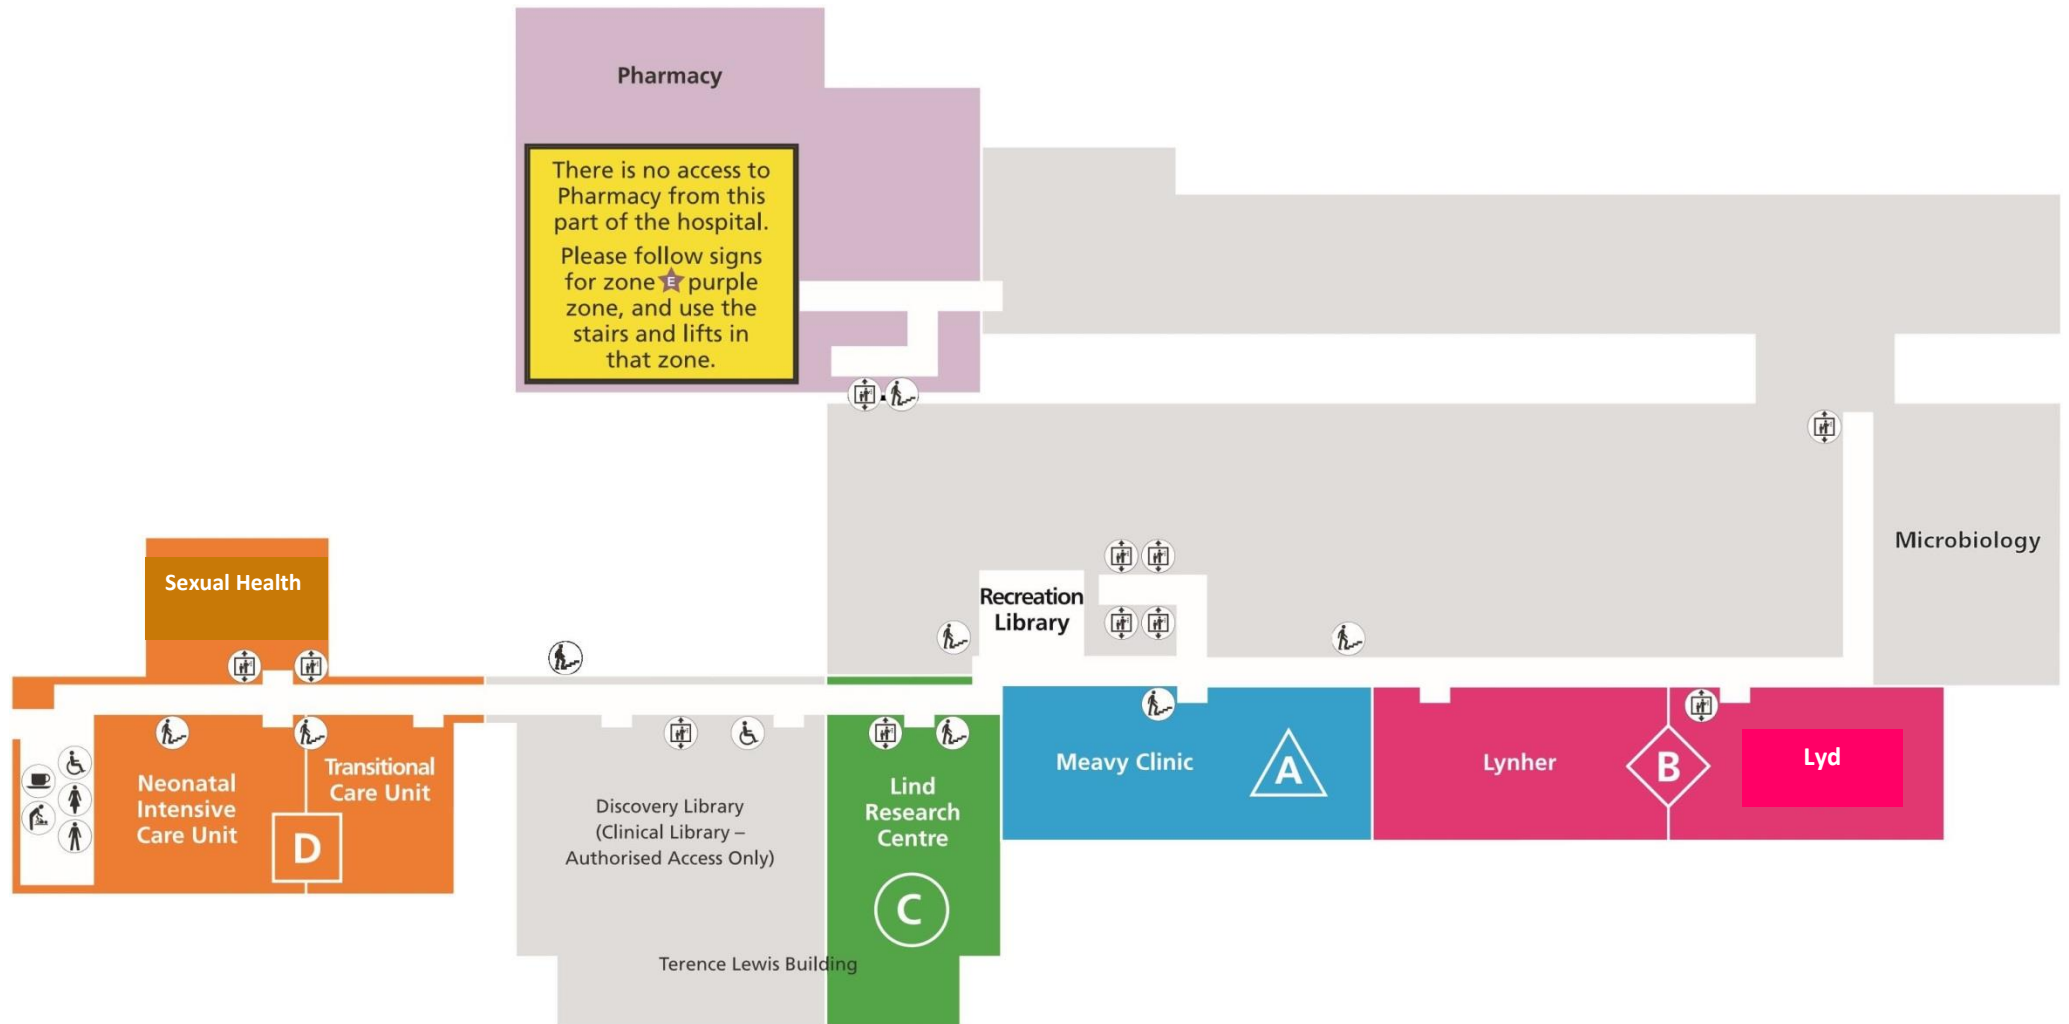 Pharmacy
There is no access to
Pharmacy from this
part of the hospital.
Please follow signs
for zone E purple
zone, and use the
stairs and lifts in
that zone.
Microbiology
Sexual Health
Recreation
Library
Neonatal
Intensive
Care Unit
Transitional
Care Unit
D
Discovery Library
(Clinical Library –
Authorised Access Only)
Terence Lewis Building
Lind
Research
Centre
C
Meavy Clinic
A
Lynher
B
Lyd